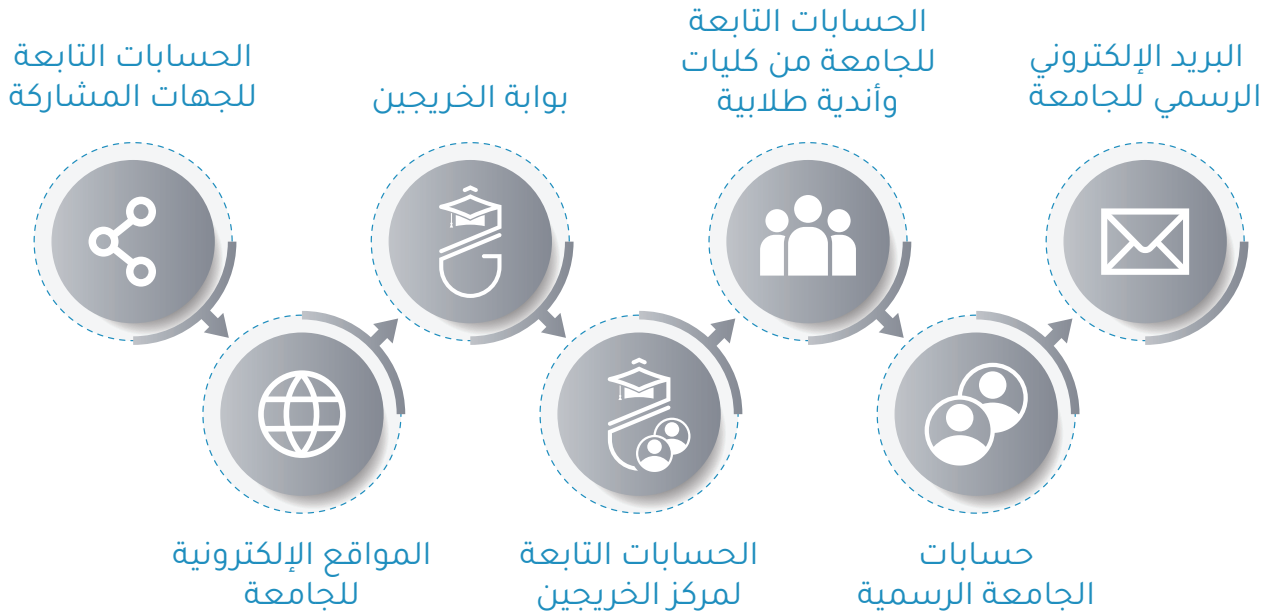 البريد الإلكتروني
الرسمي للجامعة
حسابات
الجامعة الرسمية
الحسابات التابعة
للجامعة من كليات
وأندية طلابية
الحسابات التابعة
لمركز الخريجين
بوابة الخريجين
المواقع الإلكترونية
للجامعة
الحسابات التابعة
للجهات المشاركة